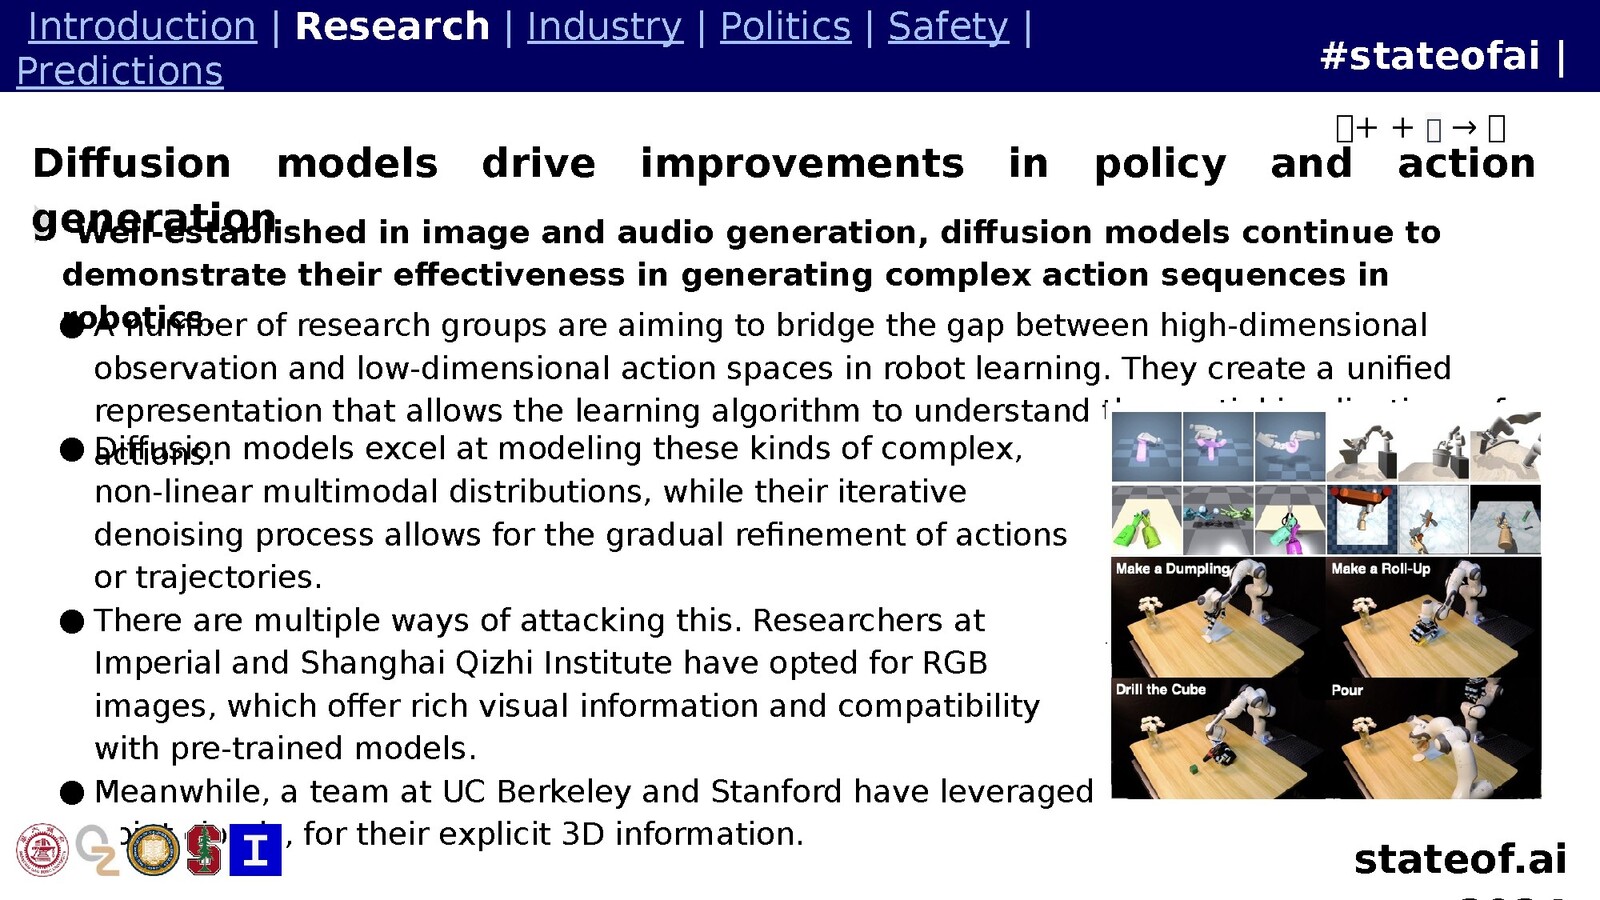 Introduction | Research | Industry | Politics | Safety |
Predictions
#stateofai |
+ + → 
Diffusion models drive improvements in policy and action
generation
Well-established in image and audio generation, diffusion models continue to
demonstrate their effectiveness in generating complex action sequences in
robotics.
● A number of research groups are aiming to bridge the gap between high-dimensional
observation and low-dimensional action spaces in robot learning. They create a unified
representation that allows the learning algorithm to understand
actions.
● Diffusion models excel at modeling these kinds of complex,
non-linear multimodal distributions, while their iterative
denoising process allows for the gradual refinement of actions
or trajectories.
● There are multiple ways of attacking this. Researchers at
Imperial and Shanghai Qizhi Institute have opted for RGB
images, which offer rich visual information and compatibility
with pre-trained models.
● Meanwhile, a team at UC Berkeley and Stanford have leveraged
, for their explicit 3D information.
Make a Dumpling
Make a Roll-Up
Drill the Cube
Pour
I
stateof.ai